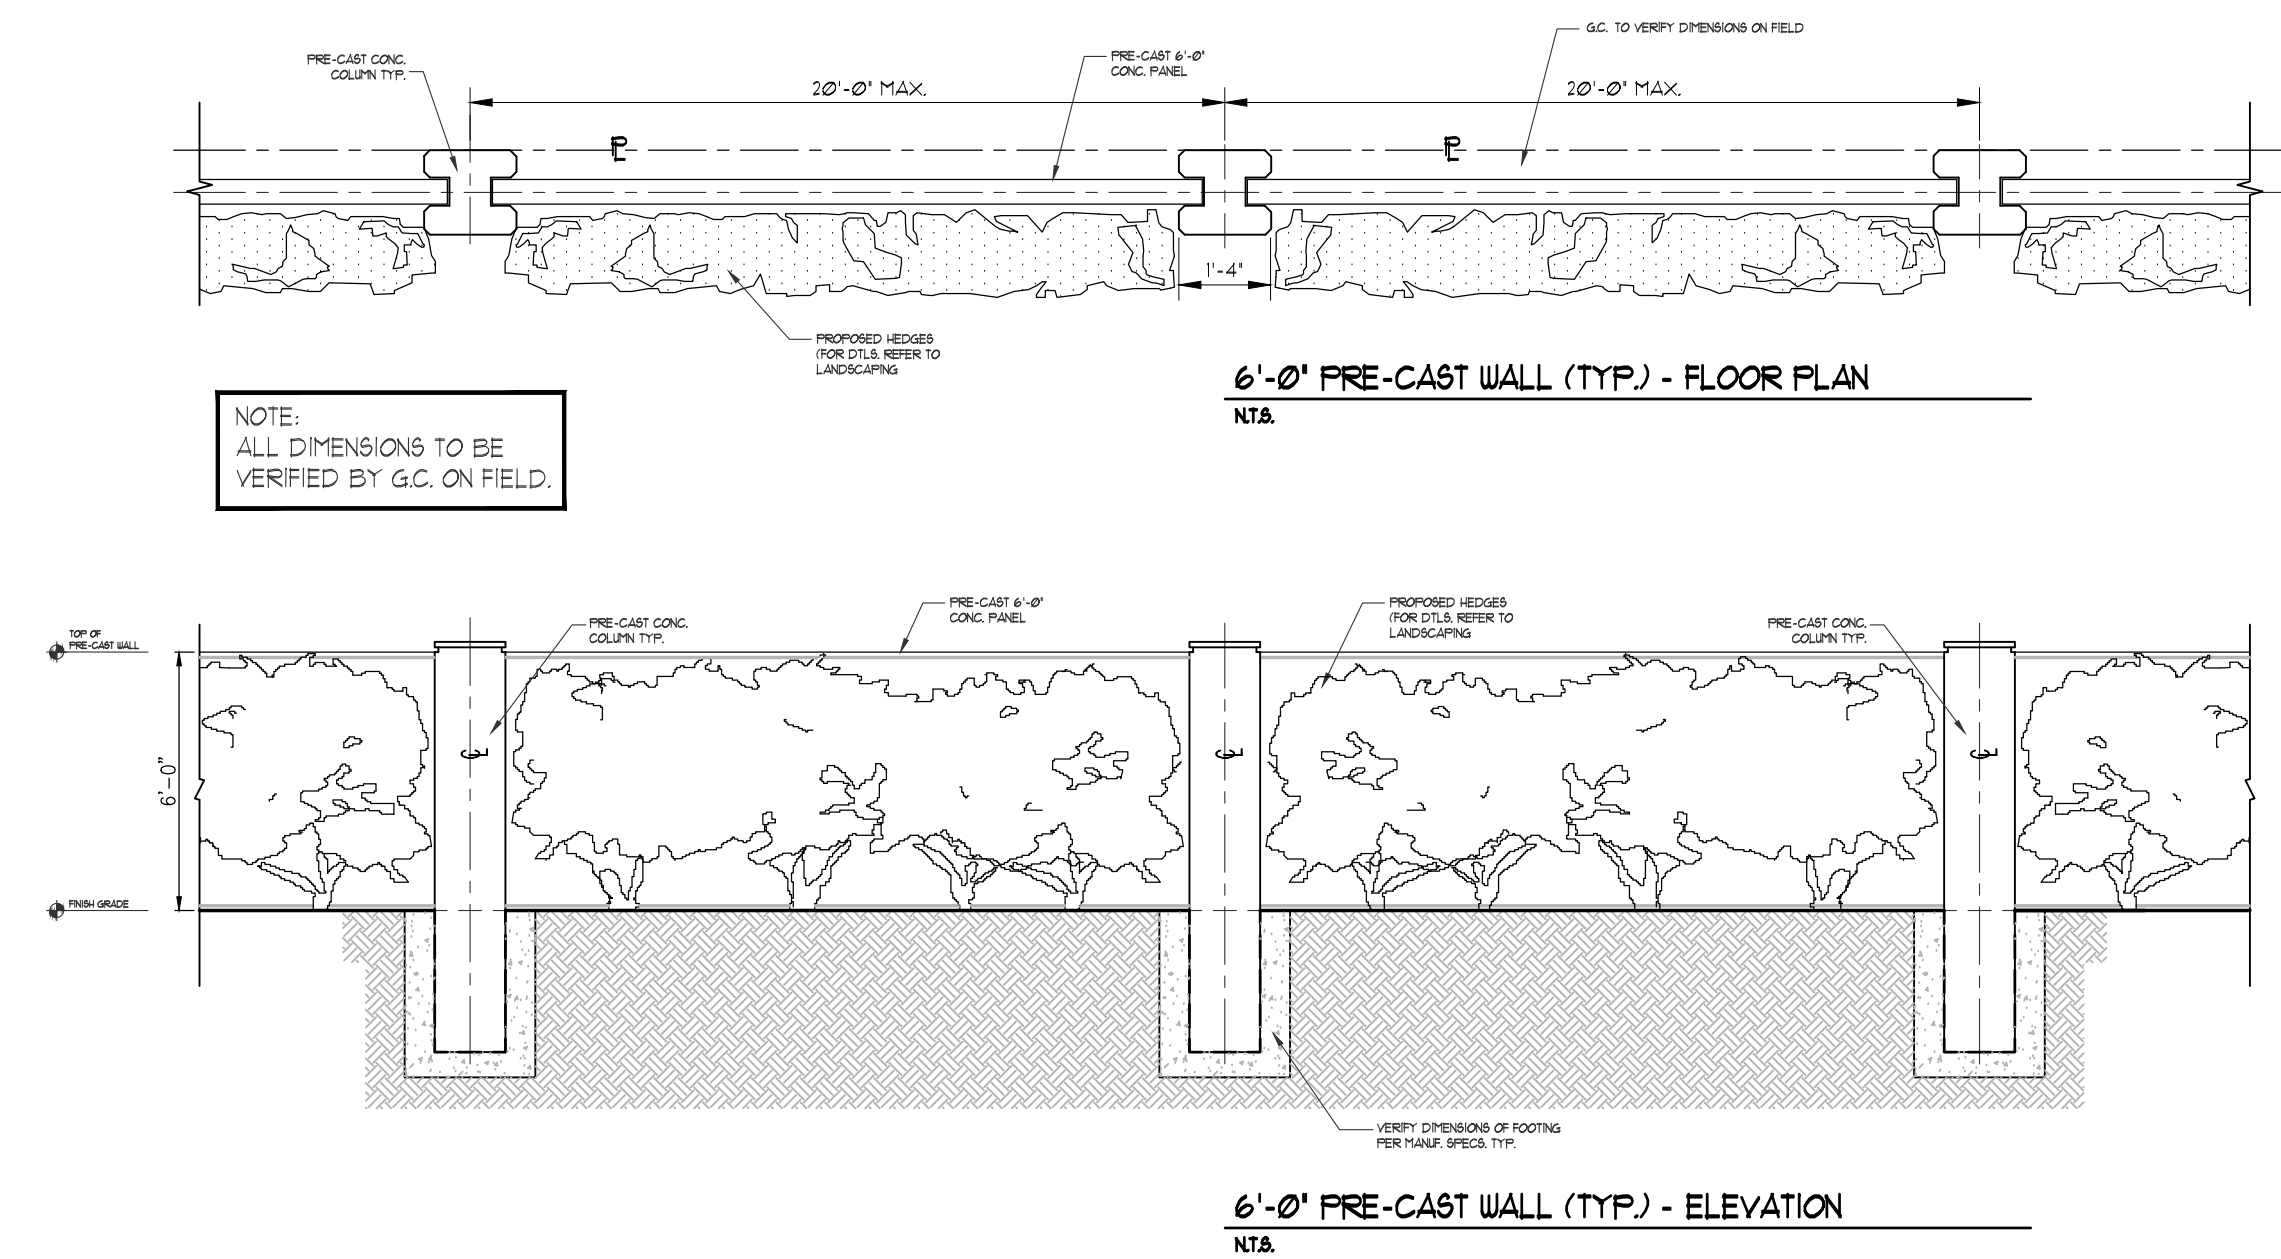 G.C. TO VERIFY DIMENSIONS ON FIELD
PRE-CAST CONC.
COLUMN TYP.
PRE-CAST 6'-0"
CONC. PANEL
20'-0" MAX.
20'-0" MAX.
PL
PL
1'-4"
PROPOSED HEDGES
(FOR DTLS. REFER TO
LANDSCAPING
6'-0" PRE-CAST WALL (TYP.) - FLOOR PLAN
N.T.S.
NOTE:
ALL DIMENSIONS TO BE
VERIFIED BY G.C. ON FIELD.
TOP OF
PRE-CAST WALL
PRE-CAST CONC.
COLUMN TYP.
PRE-CAST 6'-0"
CONC. PANEL
PROPOSED HEDGES
(FOR DTLS. REFER TO
LANDSCAPING
PRE-CAST CONC.
COLUMN TYP.
CL
CL
CL
6'-0"
FINISH GRADE
VERIFY DIMENSIONS OF FOOTING
PER MANUF. SPECS. TYP.
6'-0" PRE-CAST WALL (TYP.) - ELEVATION
N.T.S.